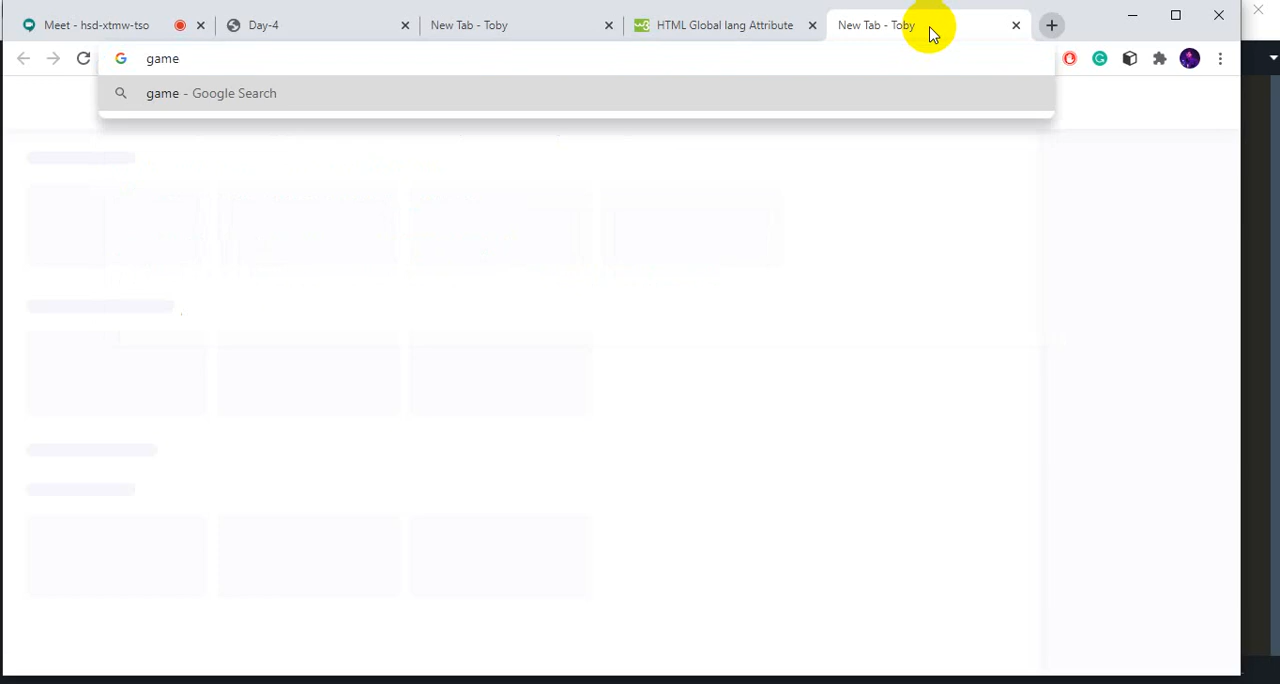 Meet - hsd-xtmw-tso
Day-4
New Tab - Toby
HTML Global lang Attribute
New Tab - Toby
game
game - Google Search